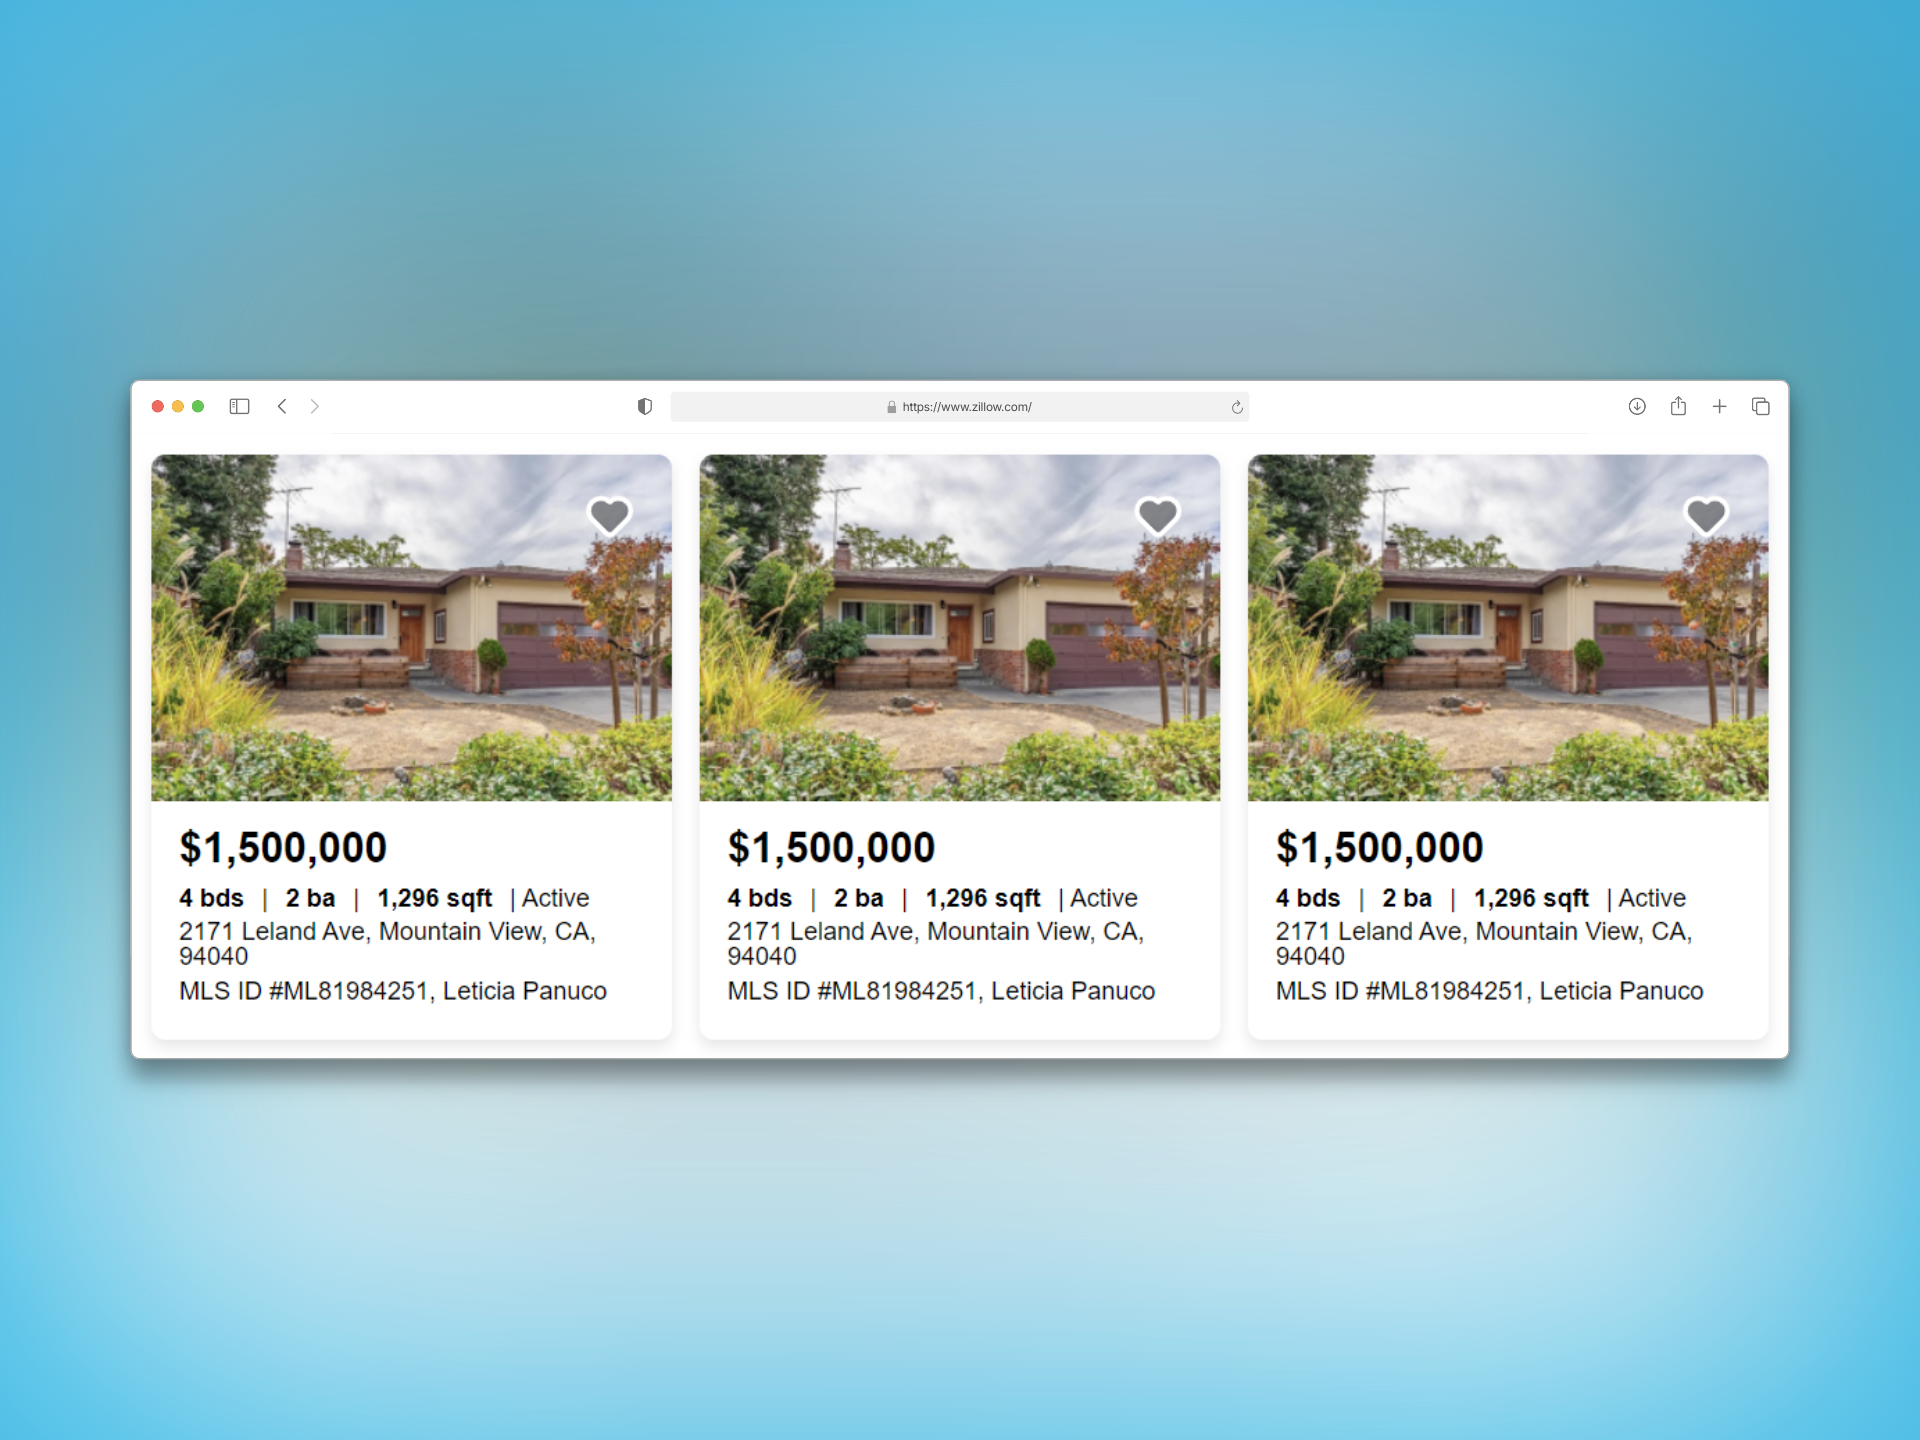 https://www.zillow.com/
$1,500,000
4 bds | 2 ba | 1,296 sqft | Active
2171 Leland Ave, Mountain View, CA,
94040
MLS ID #ML81984251, Leticia Panuco
$1,500,000
4 bds | 2 ba | 1,296 sqft | Active
2171 Leland Ave, Mountain View, CA,
94040
MLS ID #ML81984251, Leticia Panuco
$1,500,000
4 bds | 2 ba | 1,296 sqft | Active
2171 Leland Ave, Mountain View, CA,
94040
MLS ID #ML81984251, Leticia Panuco